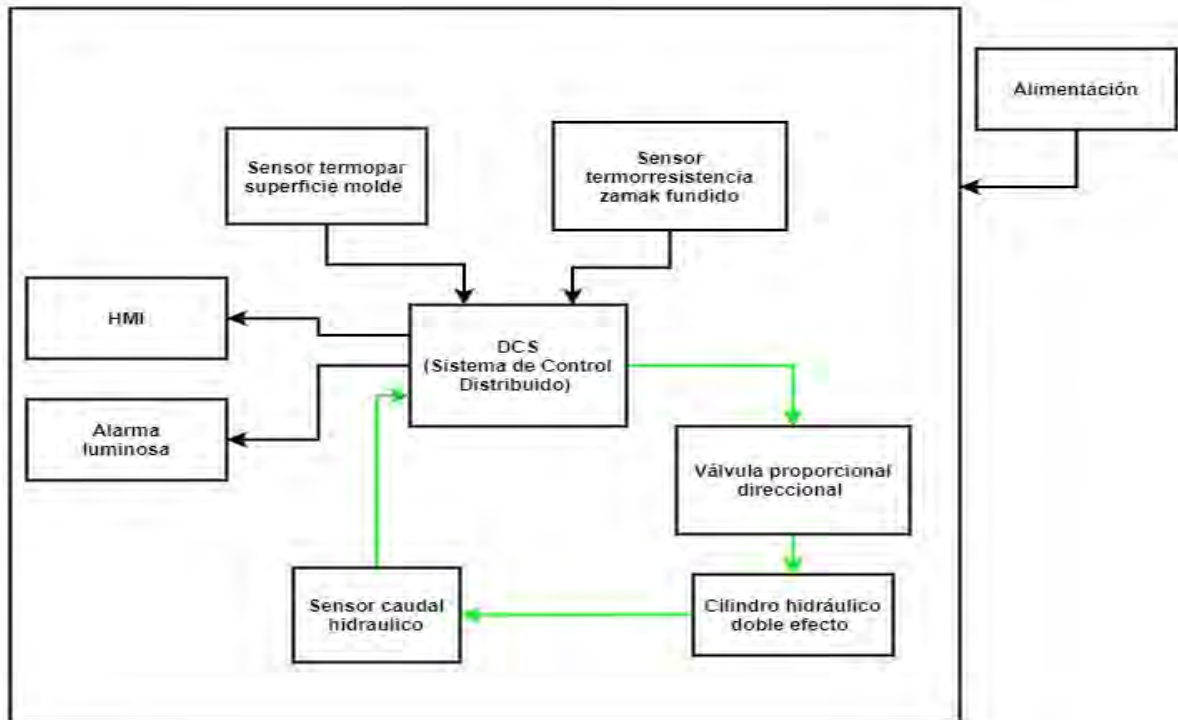 Alimentación
Sensor termopar
superficie molde
Sensor
termorresistencia
zamak fundido
HMI
DCS
(Sistema de Control
Distribuido)
Alarma
luminosa
Válvula proporcional
direccional
Sensor caudal
hidraulico
Cilindro hidráulico
doble efecto